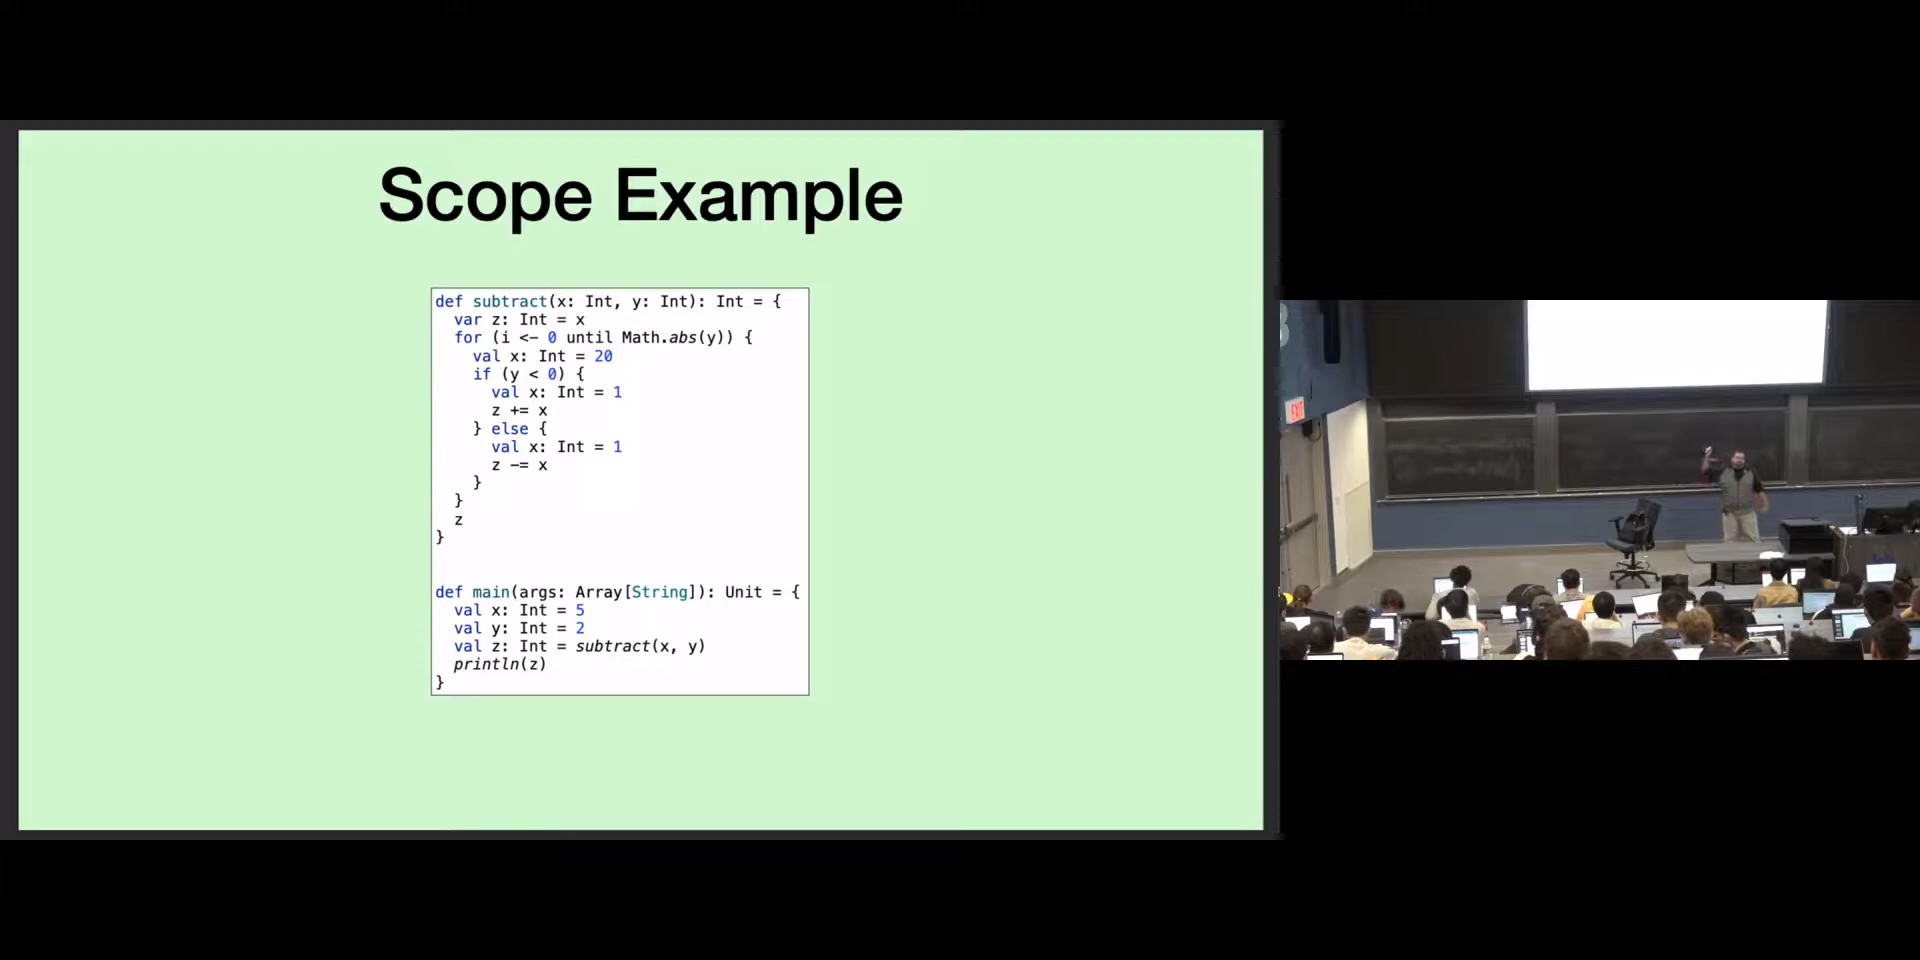 Scope Example
def subtract(x: Int, y: Int): Int = {
  var z: Int = x
  for (i <- 0 until Math.abs(y)) {
    val x: Int = 20
    if (y < 0) {
      val x: Int = 1
      z += x
    } else {
      val x: Int = 1
      z -= x
    }
  }
  z
}
def main(args: Array[String]): Unit = {
  val x: Int = 5
  val y: Int = 2
  val z: Int = subtract(x, y)
  println(z)
}
EXIT